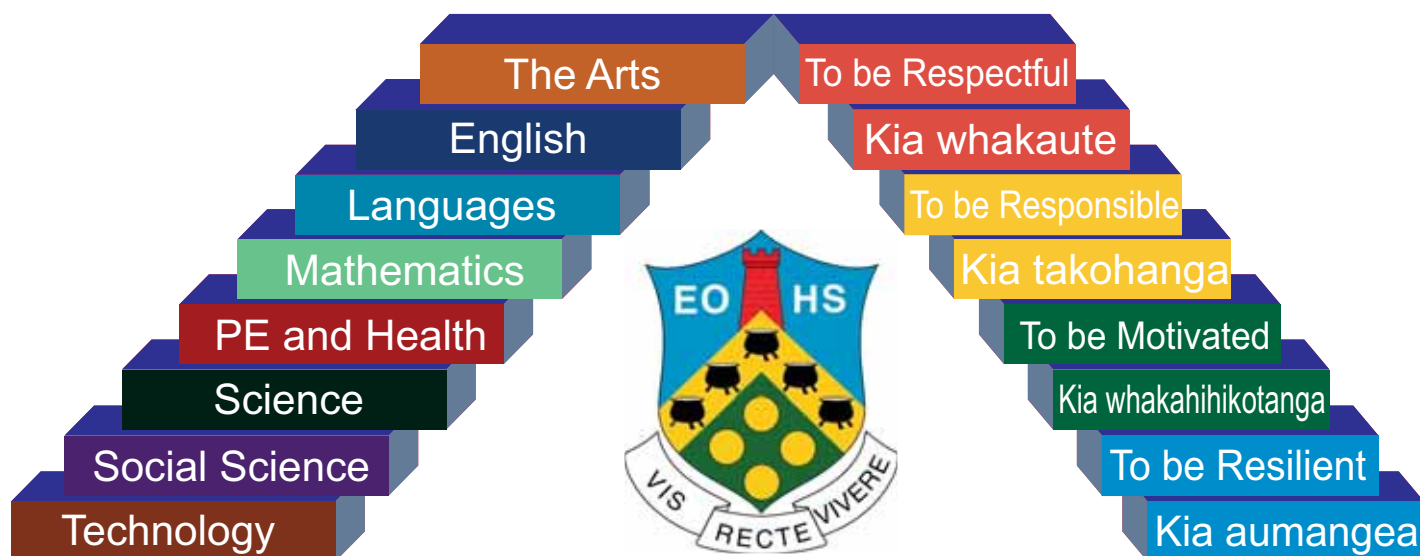 The Arts
English
Languages
Mathematics
PE and Health
Science
Social Science
Technology
To be Respectful
Kia whakaute
To be Responsible
Kia takohanga
To be Motivated
Kia whakahihikotanga
To be Resilient
Kia aumangea
EO HS
VIS RECTE VIVERE